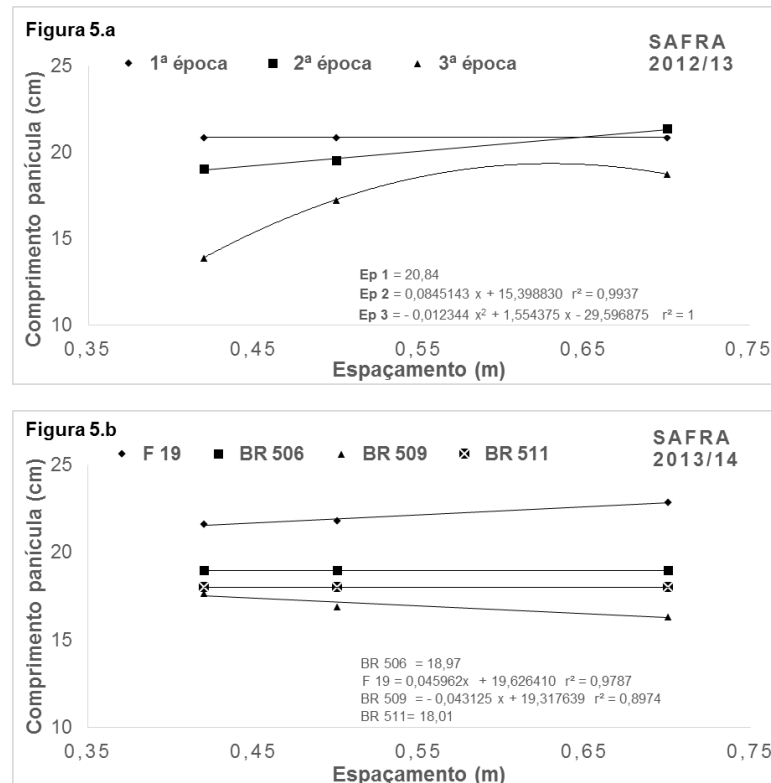 Figura 5.a
SAFRA
2012/13
1ª época 2ª época 3ª época
Comprimento panícula (cm)
25
20
15
10
Ep 1 = 20,84
Ep 2 = 0,0845143 x + 15,398830 r² = 0,9937
Ep 3 = - 0,012344 x² + 1,554375 x - 29,596875 r² = 1
0,35 0,45 0,55 0,65 0,75
Espaçamento (m)
Figura 5.b
SAFRA
2013/14
F 19 BR 506 BR 509 BR 511
Comprimento panícula (cm)
25
20
15
10
BR 506 = 18,97
F 19 = 0,045962x + 19,626410 r² = 0,9787
BR 509 = - 0,043125 x + 19,317639 r² = 0,8974
BR 511= 18,01
0,35 0,45 0,55 0,65 0,75
Espaçamento (m)